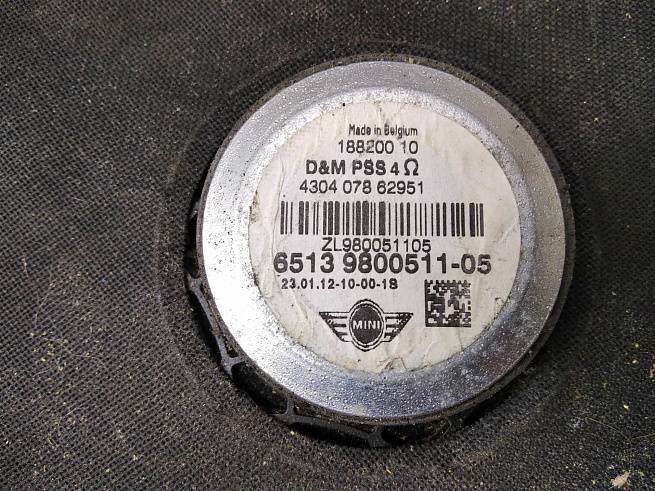 Made in Belgium
188200 10
D&M PSS 4 Ω
4304 078 62951
ZL980051105
6513 9800511-05
23.01.12-10-00-18
MINI